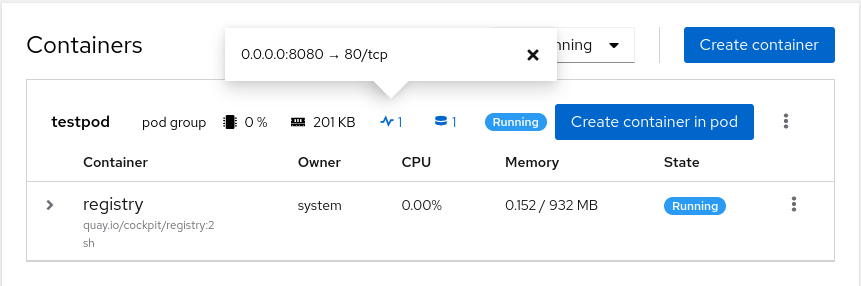 Containers
0.0.0.0:8080 → 80/tcp
Create container
testpod pod group 0 % 201 KB 1 1 Running Create container in pod
Container Owner CPU Memory State
registry system 0.00% 0.152 / 932 MB Running
quay.io/cockpit/registry:2
sh